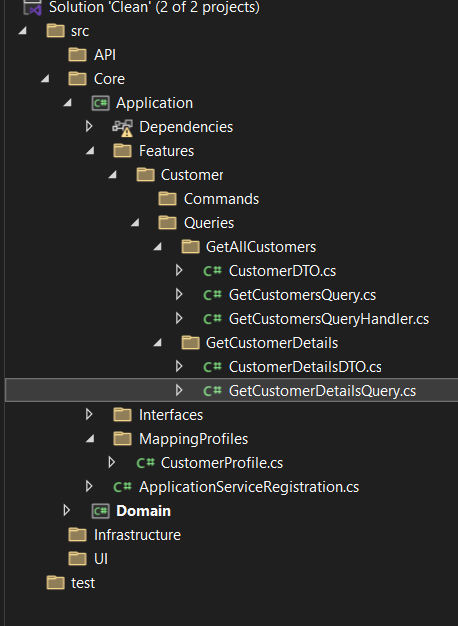 Solution 'Clean' (2 of 2 projects)
src
API
Core
C# Application
Dependencies
Features
Customer
Commands
Queries
GetAllCustomers
C# CustomerDTO.cs
C# GetCustomersQuery.cs
C# GetCustomersQueryHandler.cs
GetCustomerDetails
C# CustomerDetailsDTO.cs
C# GetCustomerDetailsQuery.cs
Interfaces
MappingProfiles
C# CustomerProfile.cs
C# ApplicationServiceRegistration.cs
C# Domain
Infrastructure
UI
test